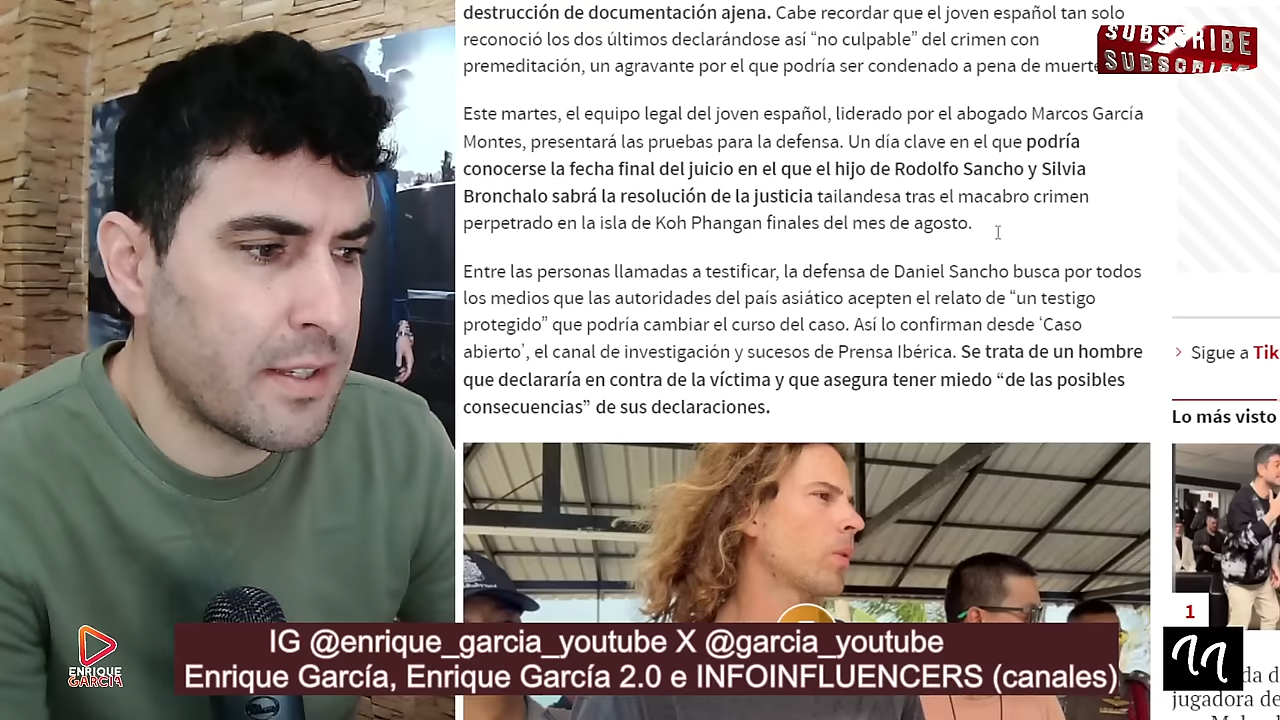 destrucción de documentación ajena. Cabe recordar que el joven español tan solo
reconoció los dos últimos declarándose así “no culpable” del crimen con
premeditación, un agravante por el que podría ser condenado a pena de muerte
SUBSCRIBE
SUBSCRIBE
Este martes, el equipo legal del joven español, liderado por el abogado Marcos García
Montes, presentará las pruebas para la defensa. Un día clave en el que podría
conocerse la fecha final del juicio en el que el hijo de Rodolfo Sancho y Silvia
Bronchalo sabrá la resolución de la justicia tailandesa tras el macabro crimen
perpetrado en la isla de Koh Phangan finales del mes de agosto.
Entre las personas llamadas a testificar, la defensa de Daniel Sancho busca por todos
los medios que las autoridades del país asiático acepten el relato de “un testigo
protegido” que podría cambiar el curso del caso. Así lo confirman desde ‘Caso
abierto’, el canal de investigación y sucesos de Prensa Ibérica. Se trata de un hombre
que declararía en contra de la víctima y que asegura tener miedo “de las posibles
consecuencias” de sus declaraciones.
Sigue a Tik
Lo más visto
1
da d
jugadora de
ENRIQUE
GARCÍA
IG @enrique_garcia_youtube X @garcia_youtube
Enrique García, Enrique García 2.0 e INFOINFLUENCERS (canales)